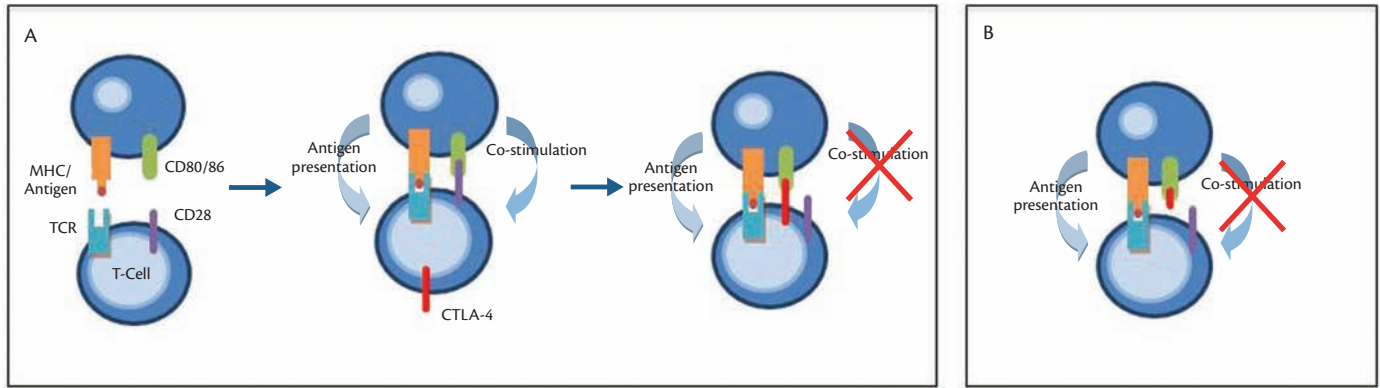 A
MHC/
Antigen
CD80/86
TCR
CD28
T-Cell
Antigen
presentation
Co-stimulation
CTLA-4
Antigen
presentation
Co-stimulation
B
Antigen
presentation
Co-stimulation